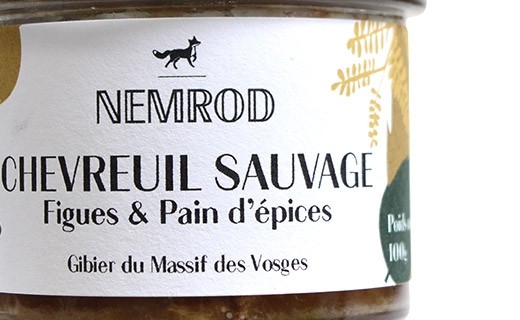 NEMROD
CHEVREUIL SAUVAGE
Figues & Pain d'épices
Gibier du Massif des Vosges
Poids
100g